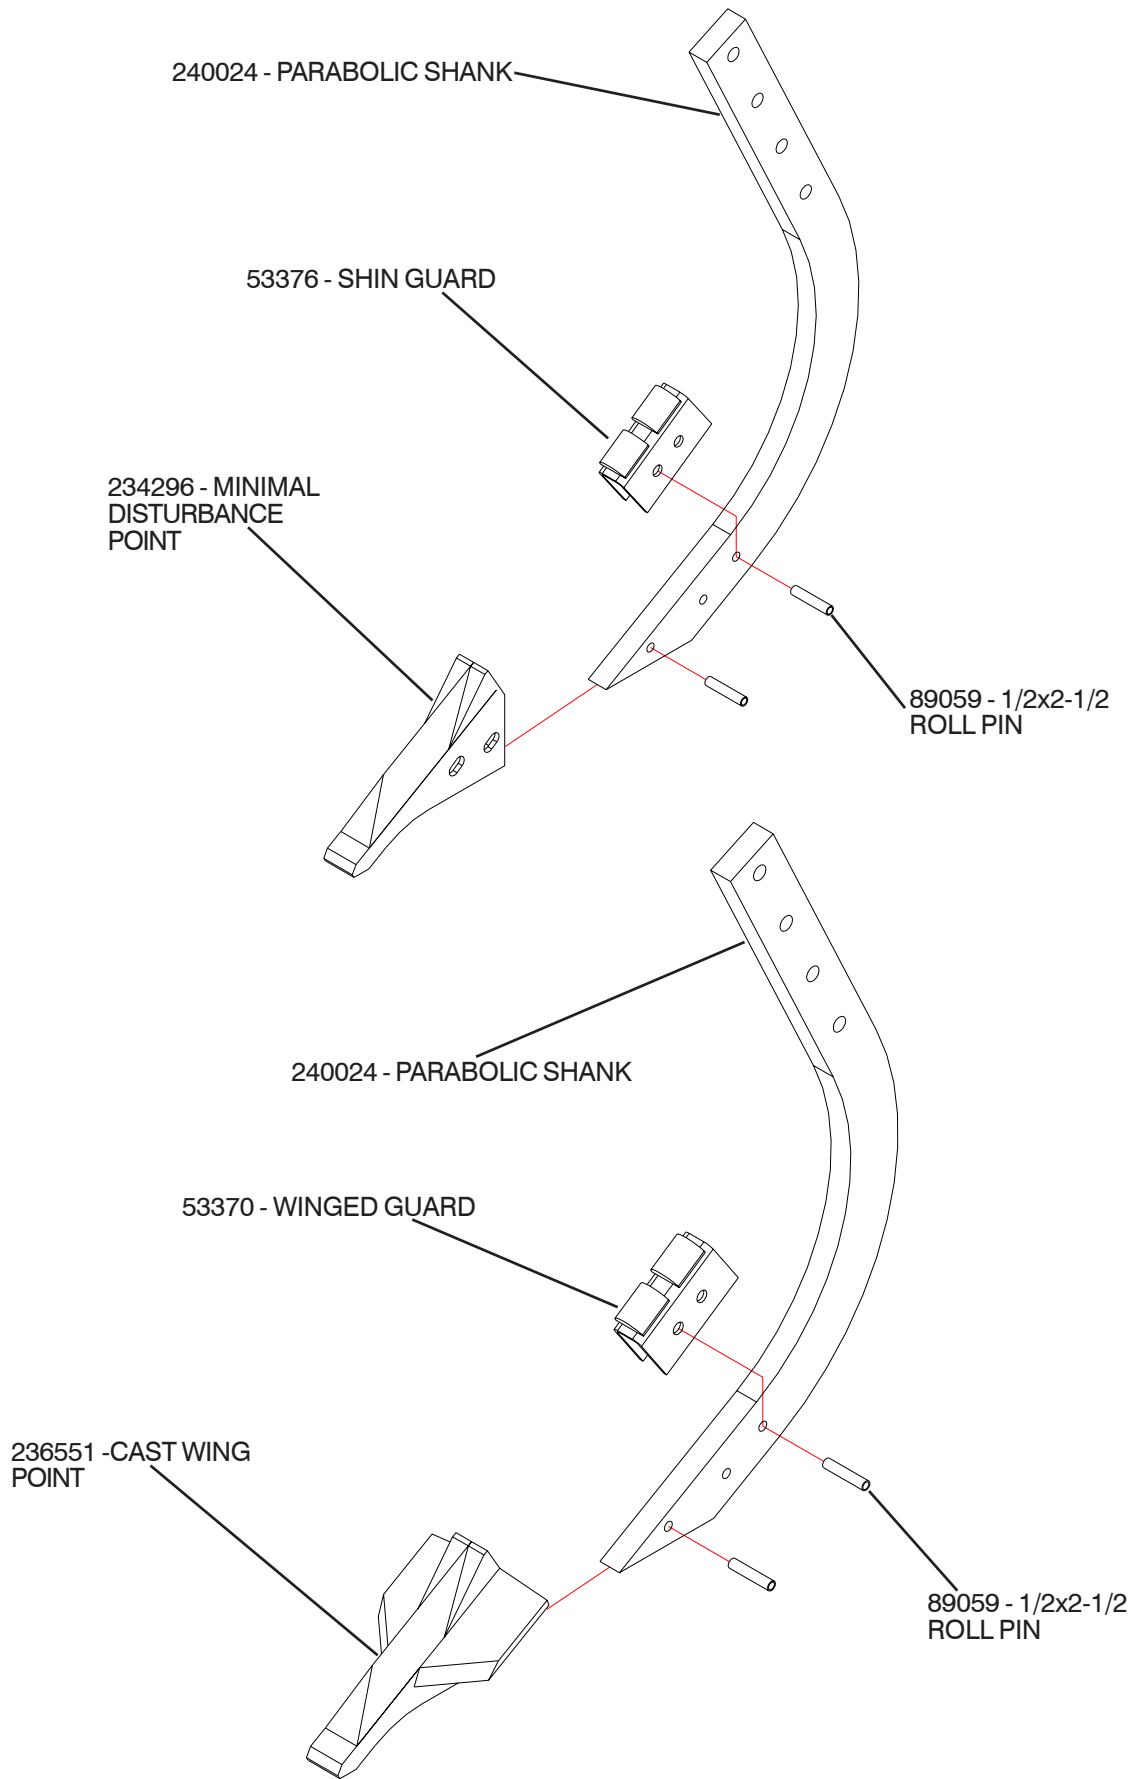 240024 - PARABOLIC SHANK
53376 - SHIN GUARD
234296 - MINIMAL
DISTURBANCE
POINT
89059 - 1/2x2-1/2
ROLL PIN
240024 - PARABOLIC SHANK
53370 - WINGED GUARD
236551 -CAST WING
POINT
89059 - 1/2x2-1/2
ROLL PIN